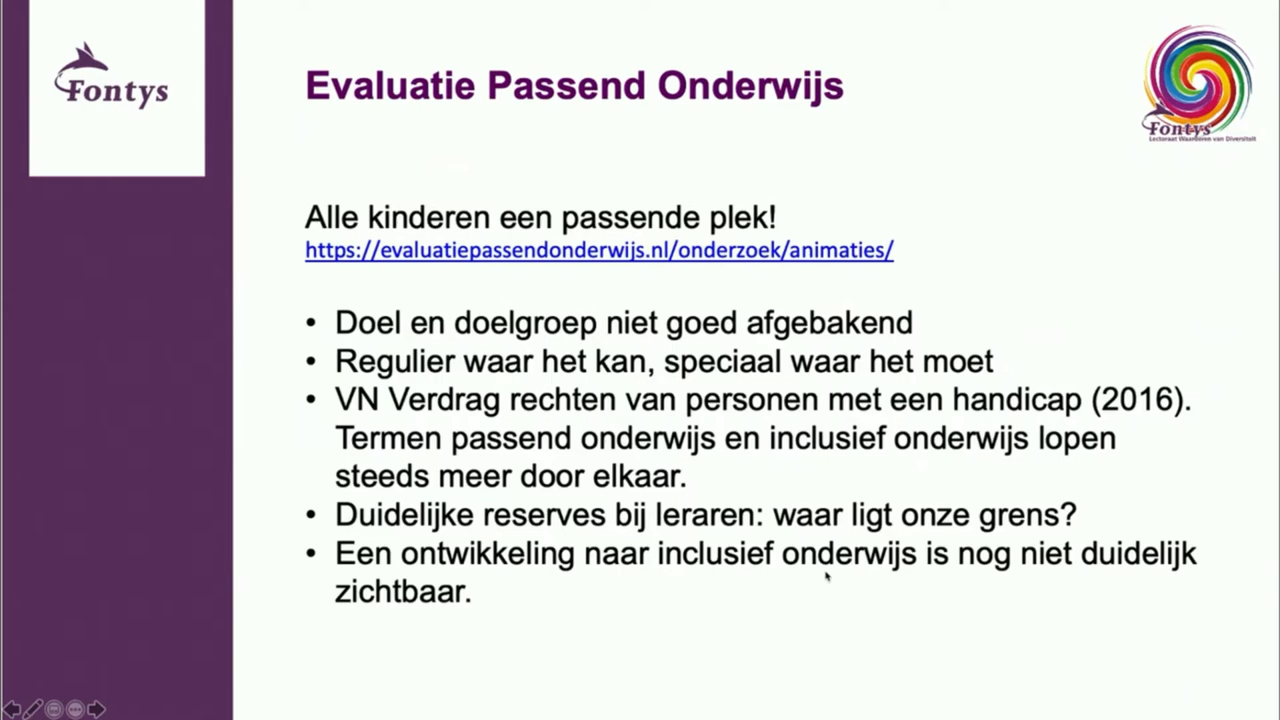 Fontys
Evaluatie Passend Onderwijs
Fontys
Lectoraat Waarderen van Diversiteit
Alle kinderen een passende plek!
https://evaluatiepassendonderwijs.nl/onderzoek/animaties/
• Doel en doelgroep niet goed afgebakend
• Regulier waar het kan, speciaal waar het moet
• VN Verdrag rechten van personen met een handicap (2016).
Termen passend onderwijs en inclusief onderwijs lopen
steeds meer door elkaar.
• Duidelijke reserves bij leraren: waar ligt onze grens?
• Een ontwikkeling naar inclusief onderwijs is nog niet duidelijk
zichtbaar.